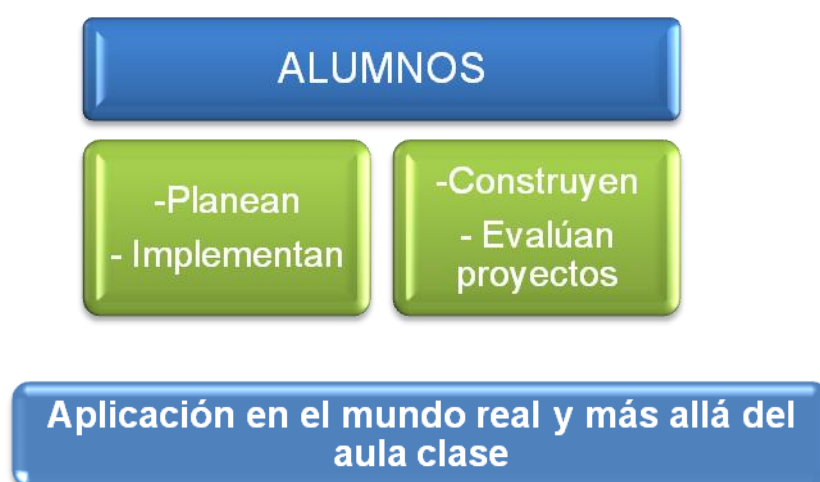 ALUMNOS
-Planean
- Implementan
-Construyen
- Evalúan
proyectos
Aplicación en el mundo real y más allá del
aula clase